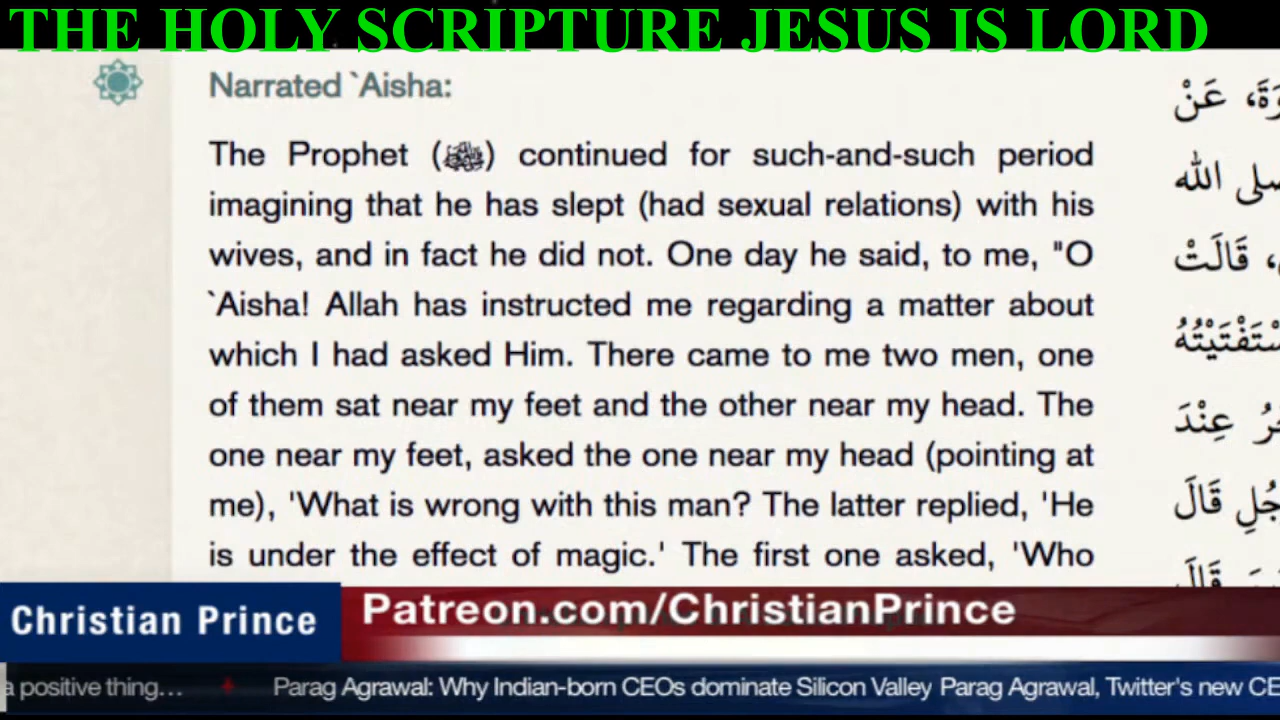 THE HOLY SCRIPTURE JESUS IS LORD
Narrated `Aisha:
The Prophet (ﷺ) continued for such-and-such period
imagining that he has slept (had sexual relations) with his
wives, and in fact he did not. One day he said, to me, "O
`Aisha! Allah has instructed me regarding a matter about
which I had asked Him. There came to me two men, one
of them sat near my feet and the other near my head. The
one near my feet, asked the one near my head (pointing at
me), 'What is wrong with this man? The latter replied, 'He
is under the effect of magic.' The first one asked, 'Who
عَنْ
صلى الله
قَالَتْ
عِنْدَ
قَالَ
قَالَ
Christian Prince
Patreon.com/ChristianPrince
a positive thing... Parag Agrawal: Why Indian-born CEOs dominate Silicon Valley Parag Agrawal, Twitter's new CE